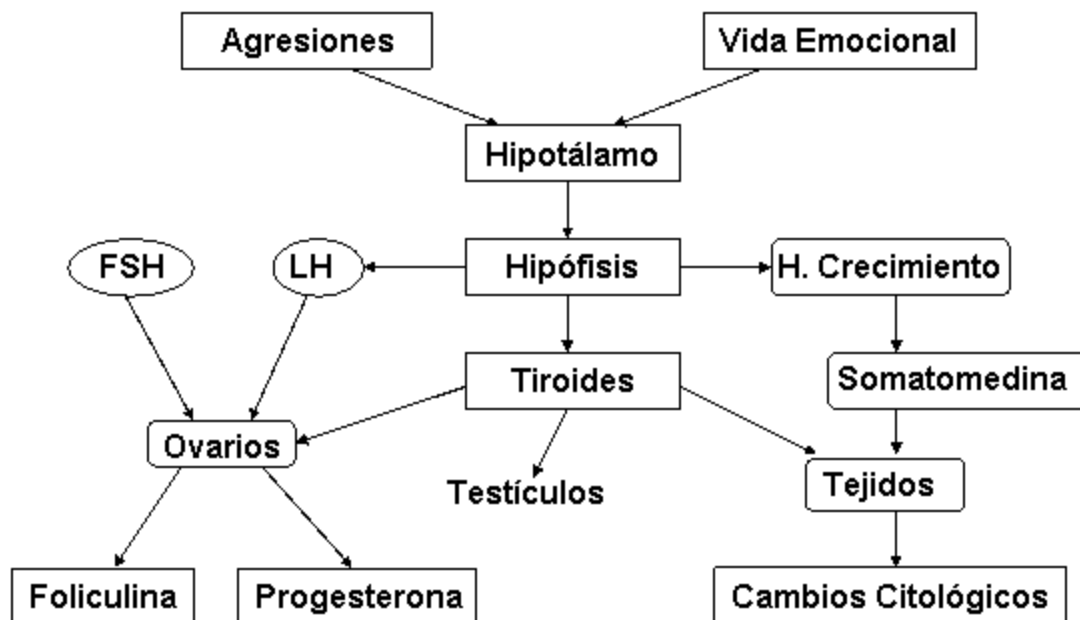 Agresiones
Vida Emocional
Hipotálamo
FSH
LH
Hipófisis
H. Crecimiento
Tiroides
Somatomedina
Ovarios
Testículos
Tejidos
Foliculina
Progesterona
Cambios Citológicos